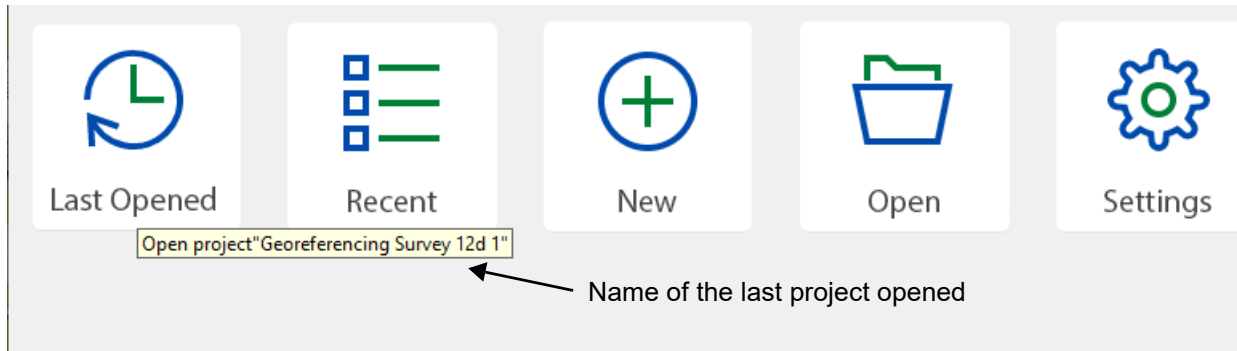 Last Opened
Recent
New
Open
Settings
Open project"Georeferencing Survey 12d 1"
Name of the last project opened